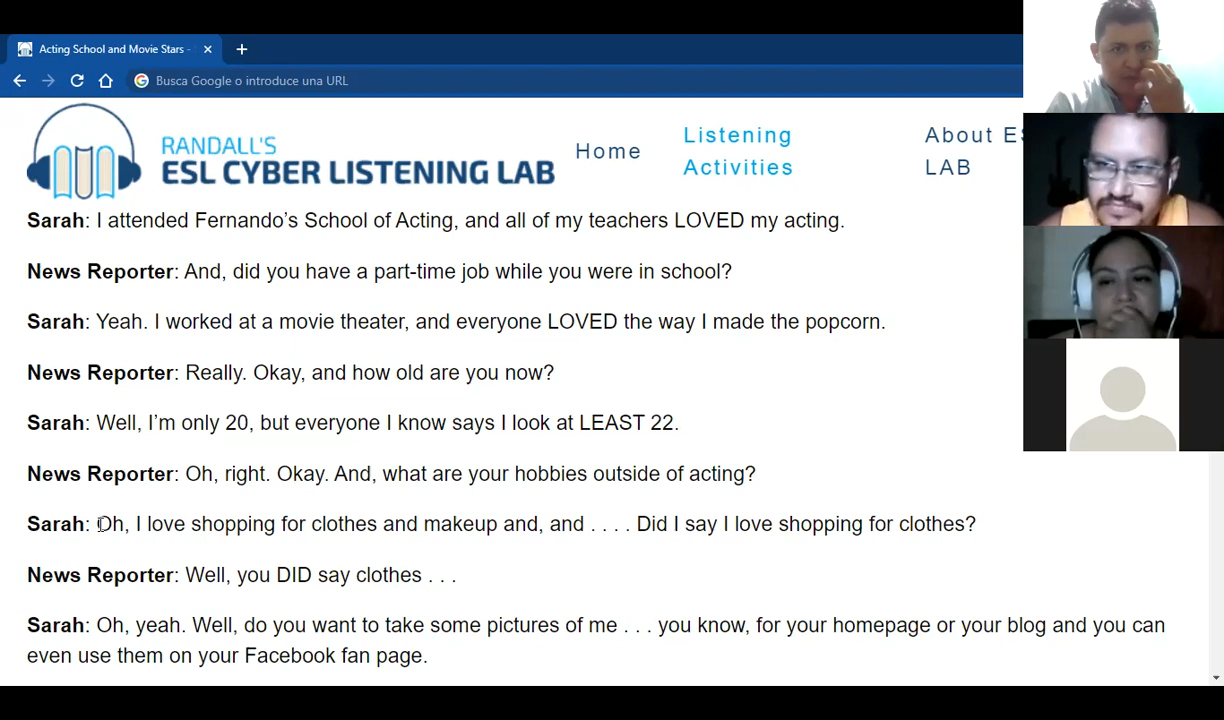 Acting School and Movie Stars -
Busca Google o introduce una URL
RANDALL'S
ESL CYBER LISTENING LAB
Home
Listening
Activities
About ES
LAB
Sarah: I attended Fernando’s School of Acting, and all of my teachers LOVED my acting.
News Reporter: And, did you have a part-time job while you were in school?
Sarah: Yeah. I worked at a movie theater, and everyone LOVED the way I made the popcorn.
News Reporter: Really. Okay, and how old are you now?
Sarah: Well, I’m only 20, but everyone I know says I look at LEAST 22.
News Reporter: Oh, right. Okay. And, what are your hobbies outside of acting?
Sarah: Oh, I love shopping for clothes and makeup and, and . . . . Did I say I love shopping for clothes?
News Reporter: Well, you DID say clothes . . .
Sarah: Oh, yeah. Well, do you want to take some pictures of me . . . you know, for your homepage or your blog and you can
even use them on your Facebook fan page.